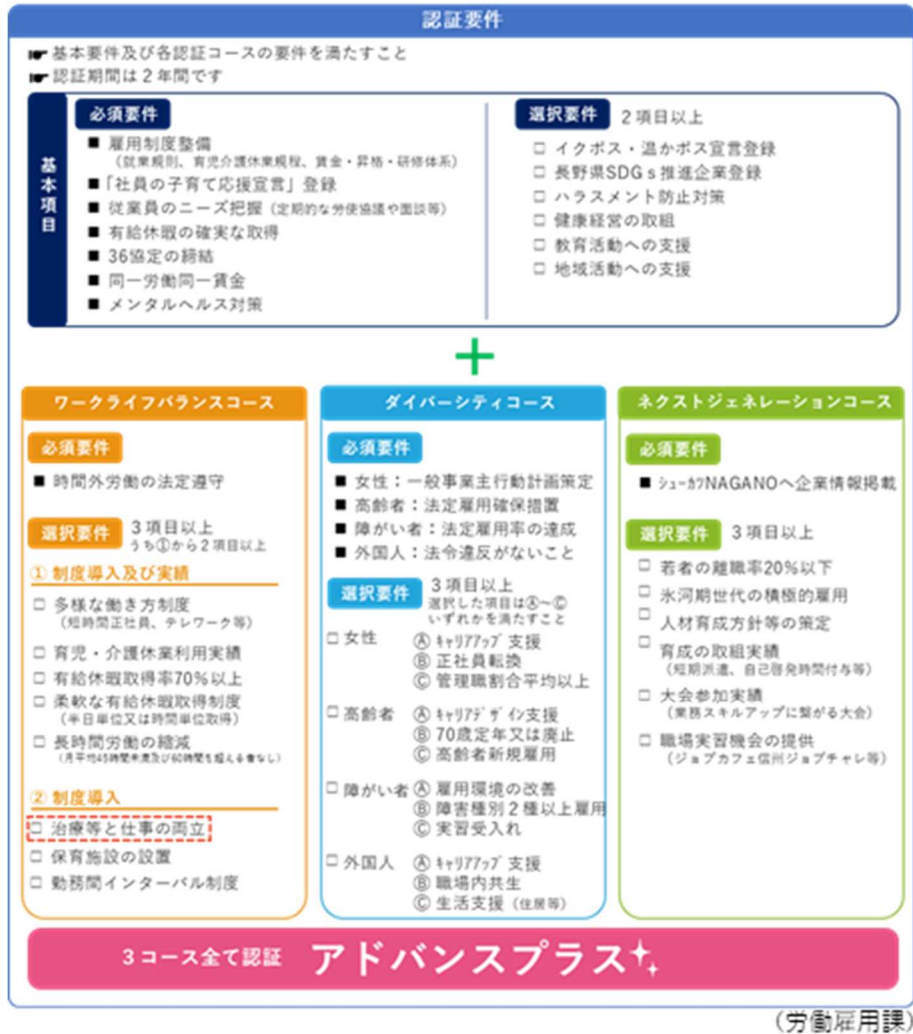 認証要件
☛ 基本要件及び各認証コースの要件を満たすこと
☛ 認証期間は2年間です
基本項目
必須要件
■ 雇用制度整備
(就業規則、育児介護休業規程、賃金・昇格・研修体系)
■「社員の子育て応援宣言」登録
■ 従業員のニーズ把握 (定期的な労使協議や面談等)
■ 有給休暇の確実な取得
■ 36協定の締結
■ 同一労働同一賃金
■ メンタルヘルス対策
選択要件 2項目以上
□ イクボス・温かボス宣言登録
□ 長野県SDGs推進企業登録
□ ハラスメント防止対策
□ 健康経営の取組
□ 教育活動への支援
□ 地域活動への支援
+
ワークライフバランスコース
必須要件
■ 時間外労働の法定遵守
選択要件 3項目以上
うち①から2項目以上
① 制度導入及び実績
□ 多様な働き方制度
(短時間正社員、テレワーク等)
□ 育児・介護休業利用実績
□ 有給休暇取得率70%以上
□ 柔軟な有給休暇取得制度
(半日単位又は時間単位取得)
□ 長時間労働の縮減
(月平均45時間未満及び60時間を超える者なし)
② 制度導入
□ 治療等と仕事の両立
□ 保育施設の設置
□ 勤務間インターバル制度
ダイバーシティコース
必須要件
■ 女性：一般事業主行動計画策定
■ 高齢者：法定雇用確保措置
■ 障がい者：法定雇用率の達成
■ 外国人：法令違反がないこと
選択要件 3項目以上
選択した項目はⒶ～Ⓒ
いずれかを満たすこと
□ 女性 Ⓐ ｷｬﾘｱｱｯﾌﾟ支援
Ⓑ 正社員転換
Ⓒ 管理職割合平均以上
□ 高齢者 Ⓐ ｷｬﾘｱﾃﾞｻﾞｲﾝ支援
Ⓑ 70歳定年又は廃止
Ⓒ 高齢者新規雇用
□ 障がい者 Ⓐ 雇用環境の改善
Ⓑ 障害種別2種以上雇用
Ⓒ 実習受入れ
□ 外国人 Ⓐ ｷｬﾘｱｱｯﾌﾟ支援
Ⓑ 職場内共生
Ⓒ 生活支援 (住居等)
ネクストジェネレーションコース
必須要件
■ ｼｭｰｶﾂNAGANOへ企業情報掲載
選択要件 3項目以上
□ 若者の離職率20%以下
□ 氷河期世代の積極的雇用
□ 人材育成方針等の策定
□ 育成の取組実績
(短期派遣、自己啓発時間付与等)
□ 大会参加実績
(業務スキルアップに繋がる大会)
□ 職場実習機会の提供
(ジョブカフェ信州ジョブチャレ等)
3コース全て認証 アドバンスプラス
(労働雇用課)